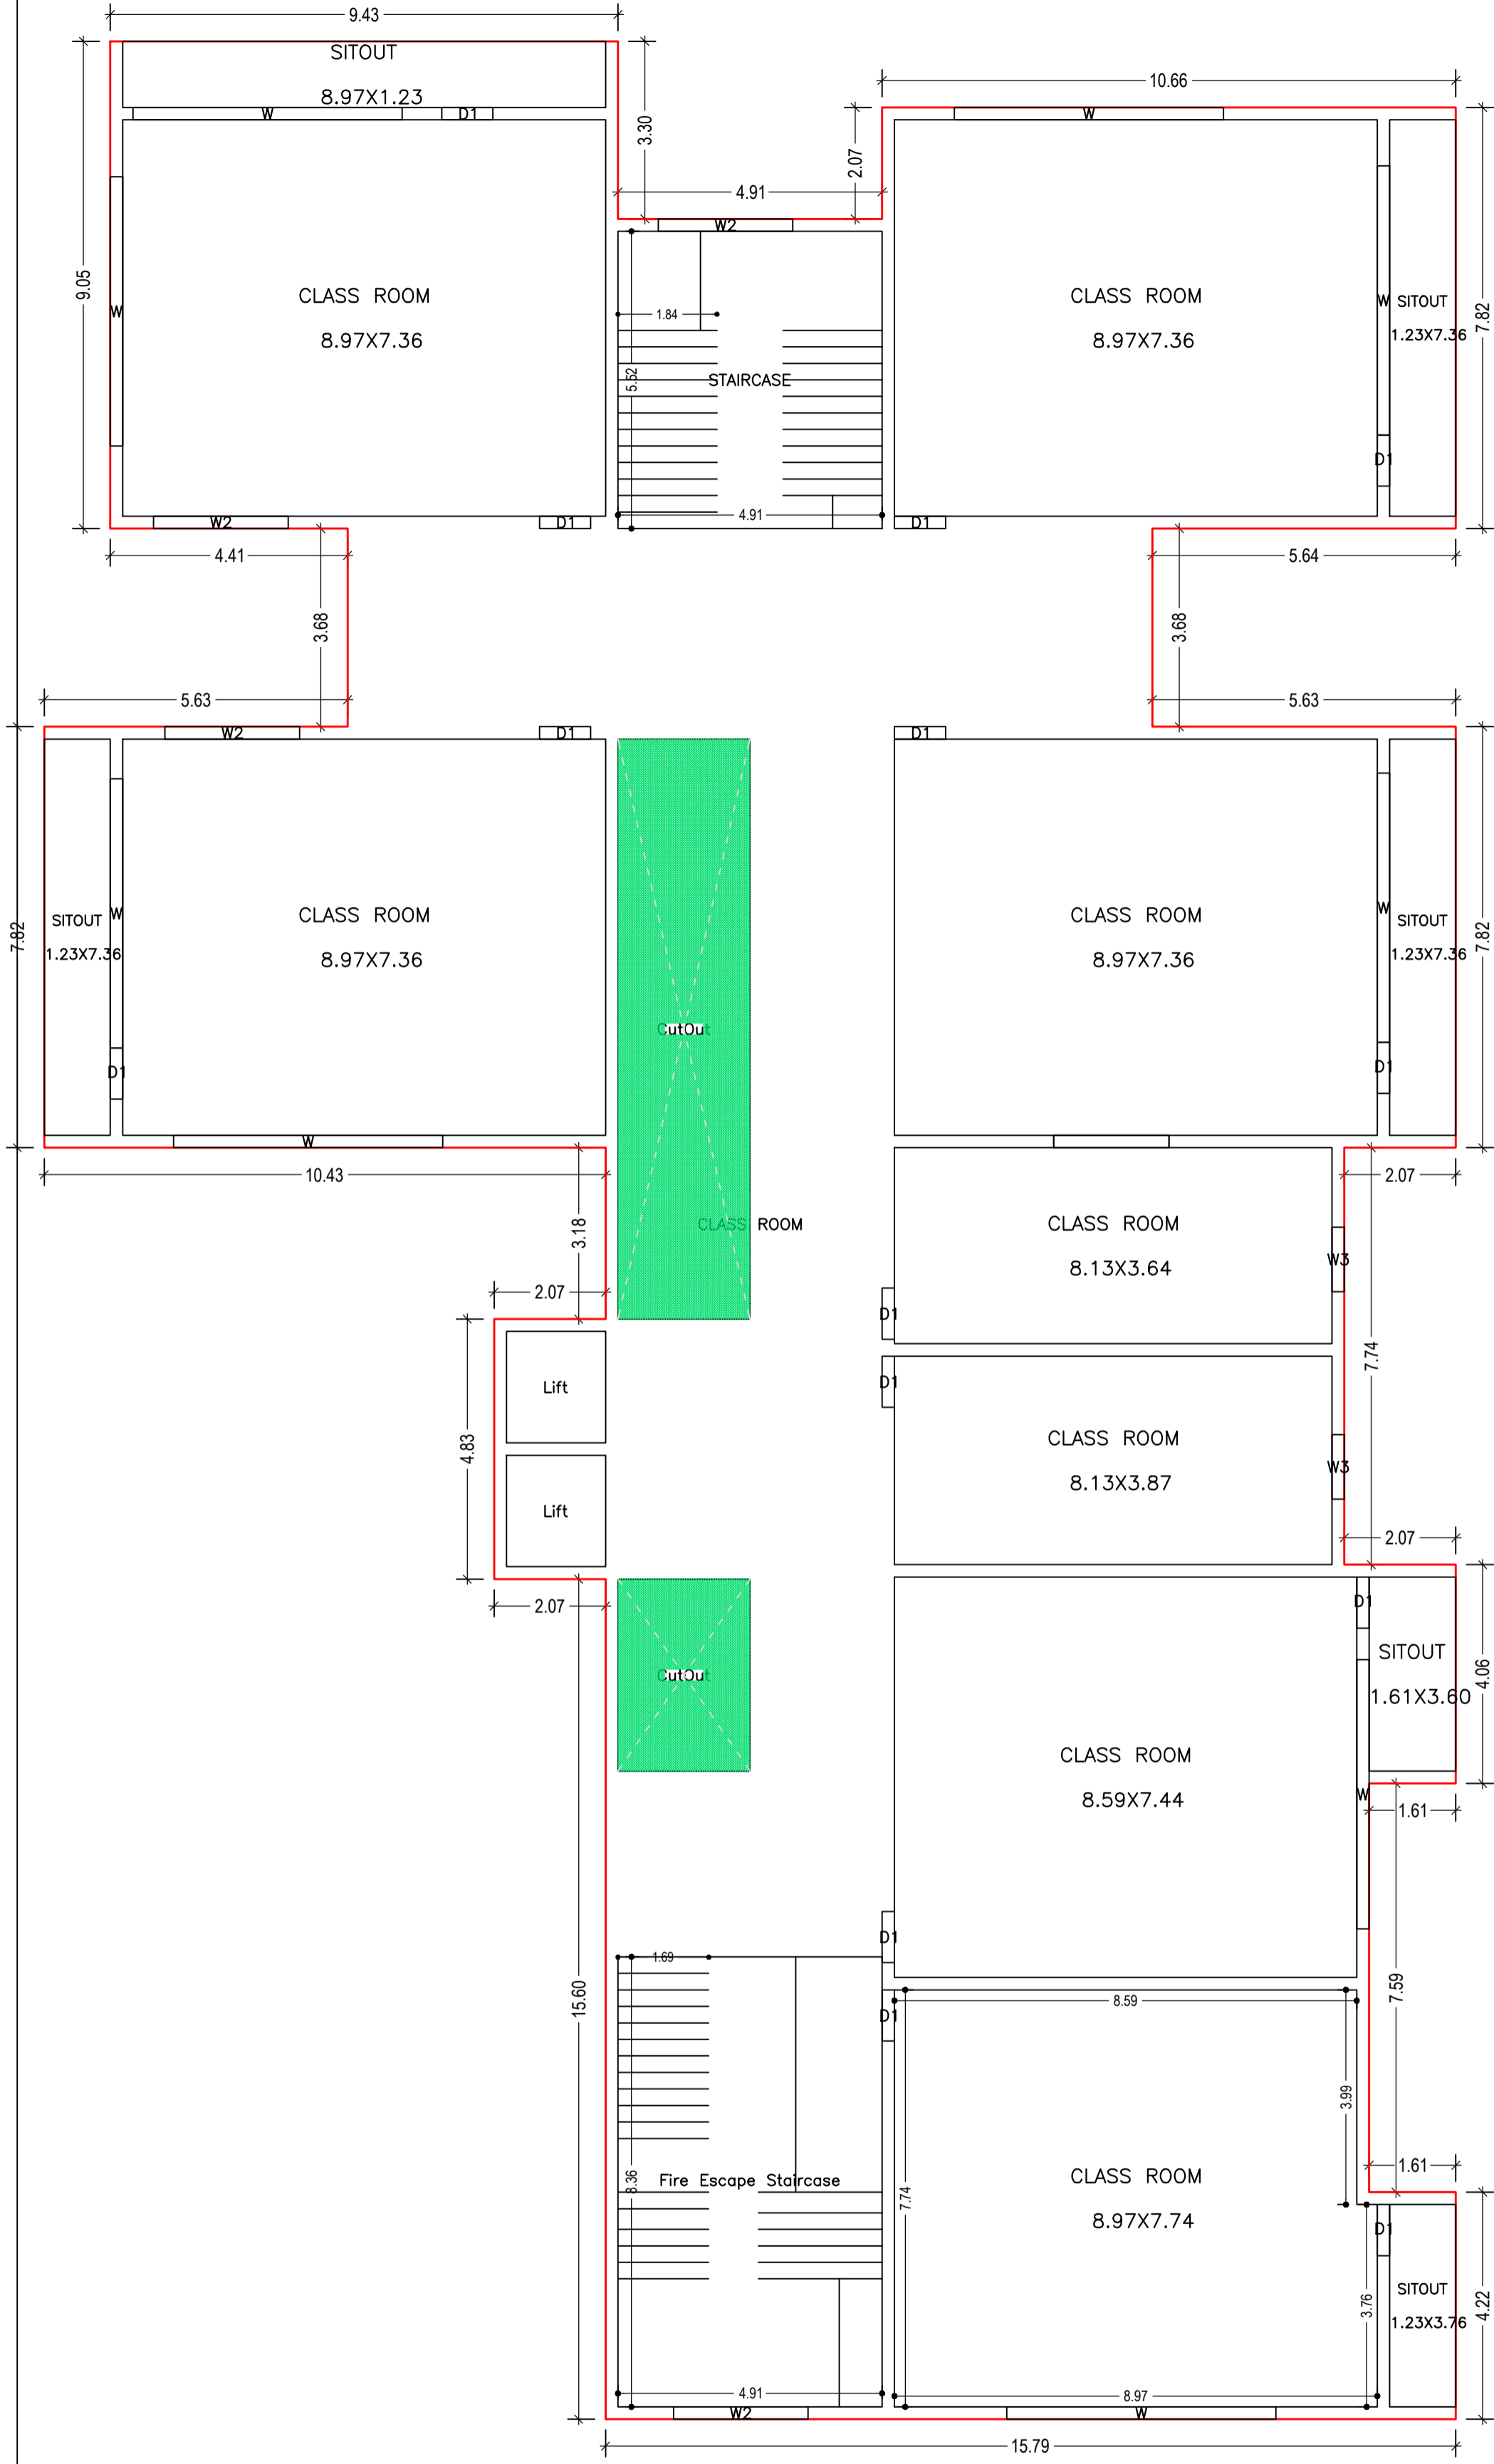 9.43
SITOUT
8.97X1.23
10.66
W
D1
W
3.30
2.07
4.91
W2
9.05
W
CLASS ROOM
8.97X7.36
1.84
5.52
STAIRCASE
CLASS ROOM
8.97X7.36
W
SITOUT
1.23X7.36
7.82
D1
W2
D1
4.91
D1
4.41
5.64
3.68
3.68
5.63
5.63
W2
D1
D1
7.82
SITOUT
1.23X7.36
W
CLASS ROOM
8.97X7.36
CutOut
CLASS ROOM
8.97X7.36
W
SITOUT
1.23X7.36
7.82
D1
D1
W
10.43
2.07
3.18
CLASS ROOM
CLASS ROOM
8.13X3.64
W3
2.07
D1
7.74
Lift
D1
4.83
CLASS ROOM
8.13X3.87
W3
Lift
2.07
2.07
D1
CutOut
SITOUT
1.61X3.60
4.06
CLASS ROOM
8.59X7.44
W
1.61
D1
1.69
15.60
8.59
7.59
D1
3.99
Fire Escape Staircase
8.36
7.74
CLASS ROOM
8.97X7.74
1.61
D1
SITOUT
1.23X3.76
3.76
4.22
4.91
8.97
W2
W
15.79